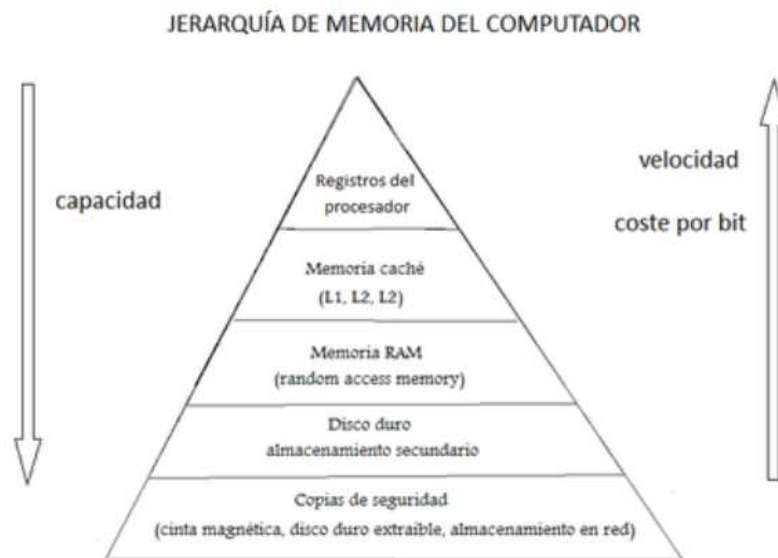 JERARQUÍA DE MEMORIA DEL COMPUTADOR
capacidad
velocidad
coste por bit
Registros del
procesador
Memoria caché
(L1, L2, L2)
Memoria RAM
(random access memory)
Disco duro
almacenamiento secundario
Copias de seguridad
(cinta magnética, disco duro extraible, almacenamiento en red)